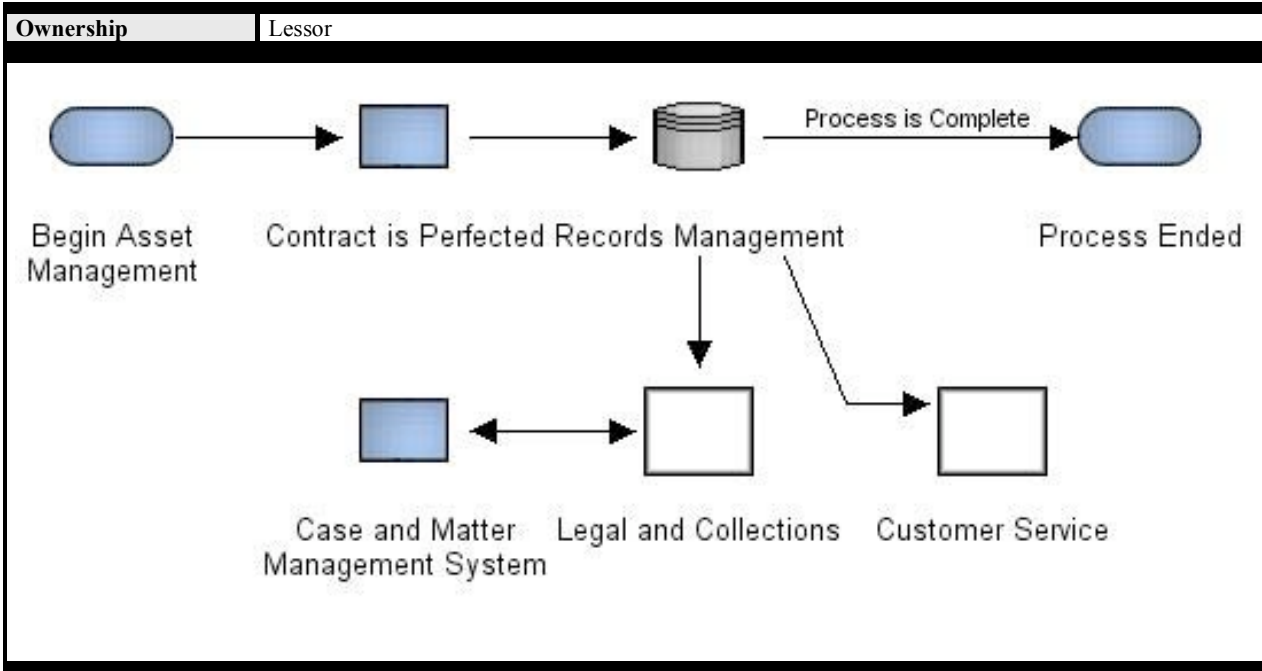 Ownership Lessor
Process is Complete
Begin Asset
Management
Contract is Perfected
Records Management
Process Ended
Case and Matter
Management System
Legal and Collections
Customer Service